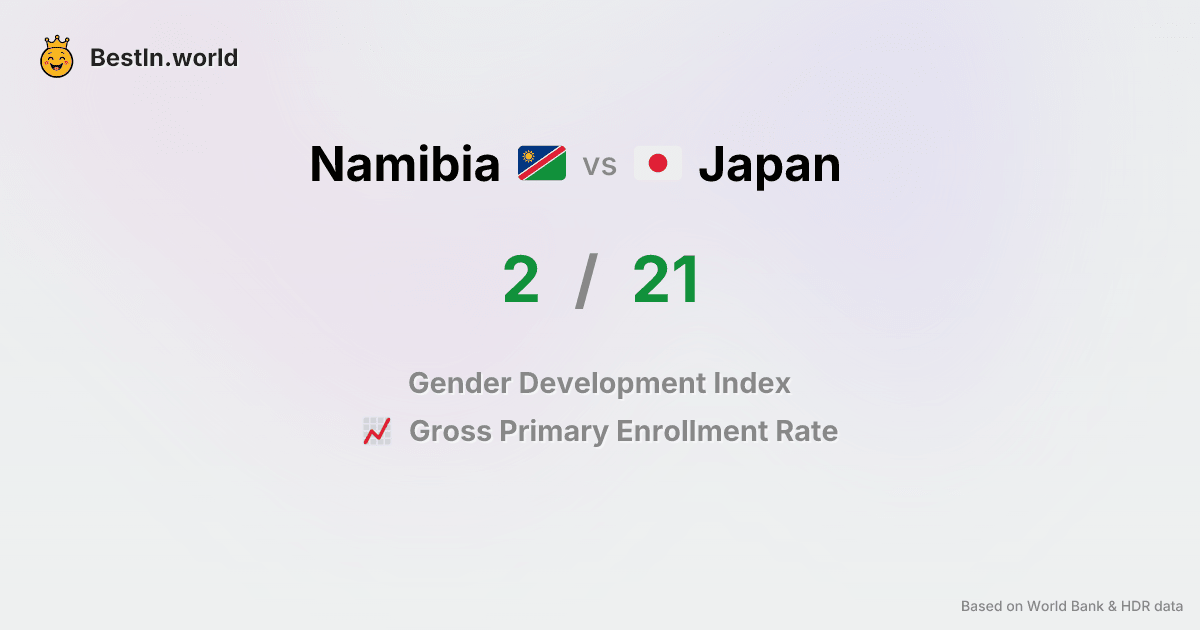 BestIn.world
Namibia vs Japan
2 / 21
Gender Development Index
Gross Primary Enrollment Rate
Based on World Bank & HDR data